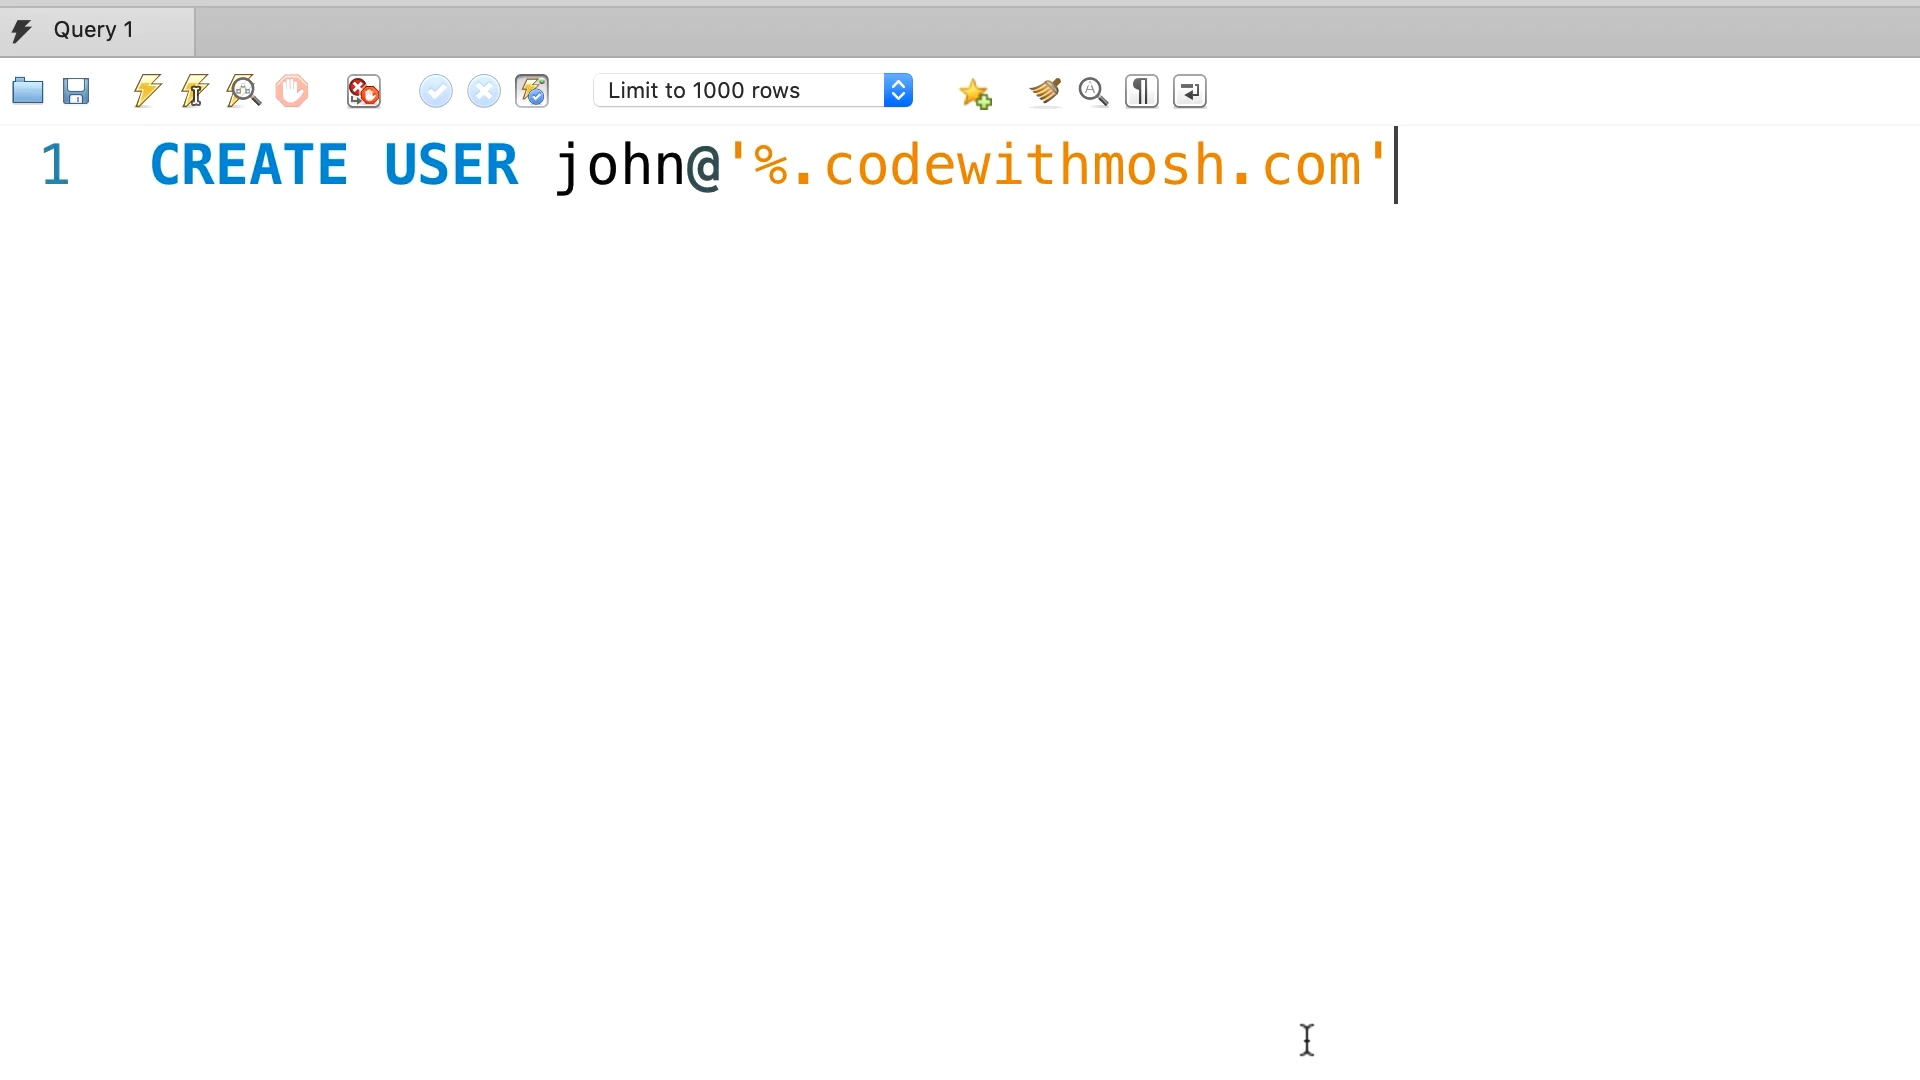 Query 1
Limit to 1000 rows
1 CREATE USER john@'%.codewithmosh.com'